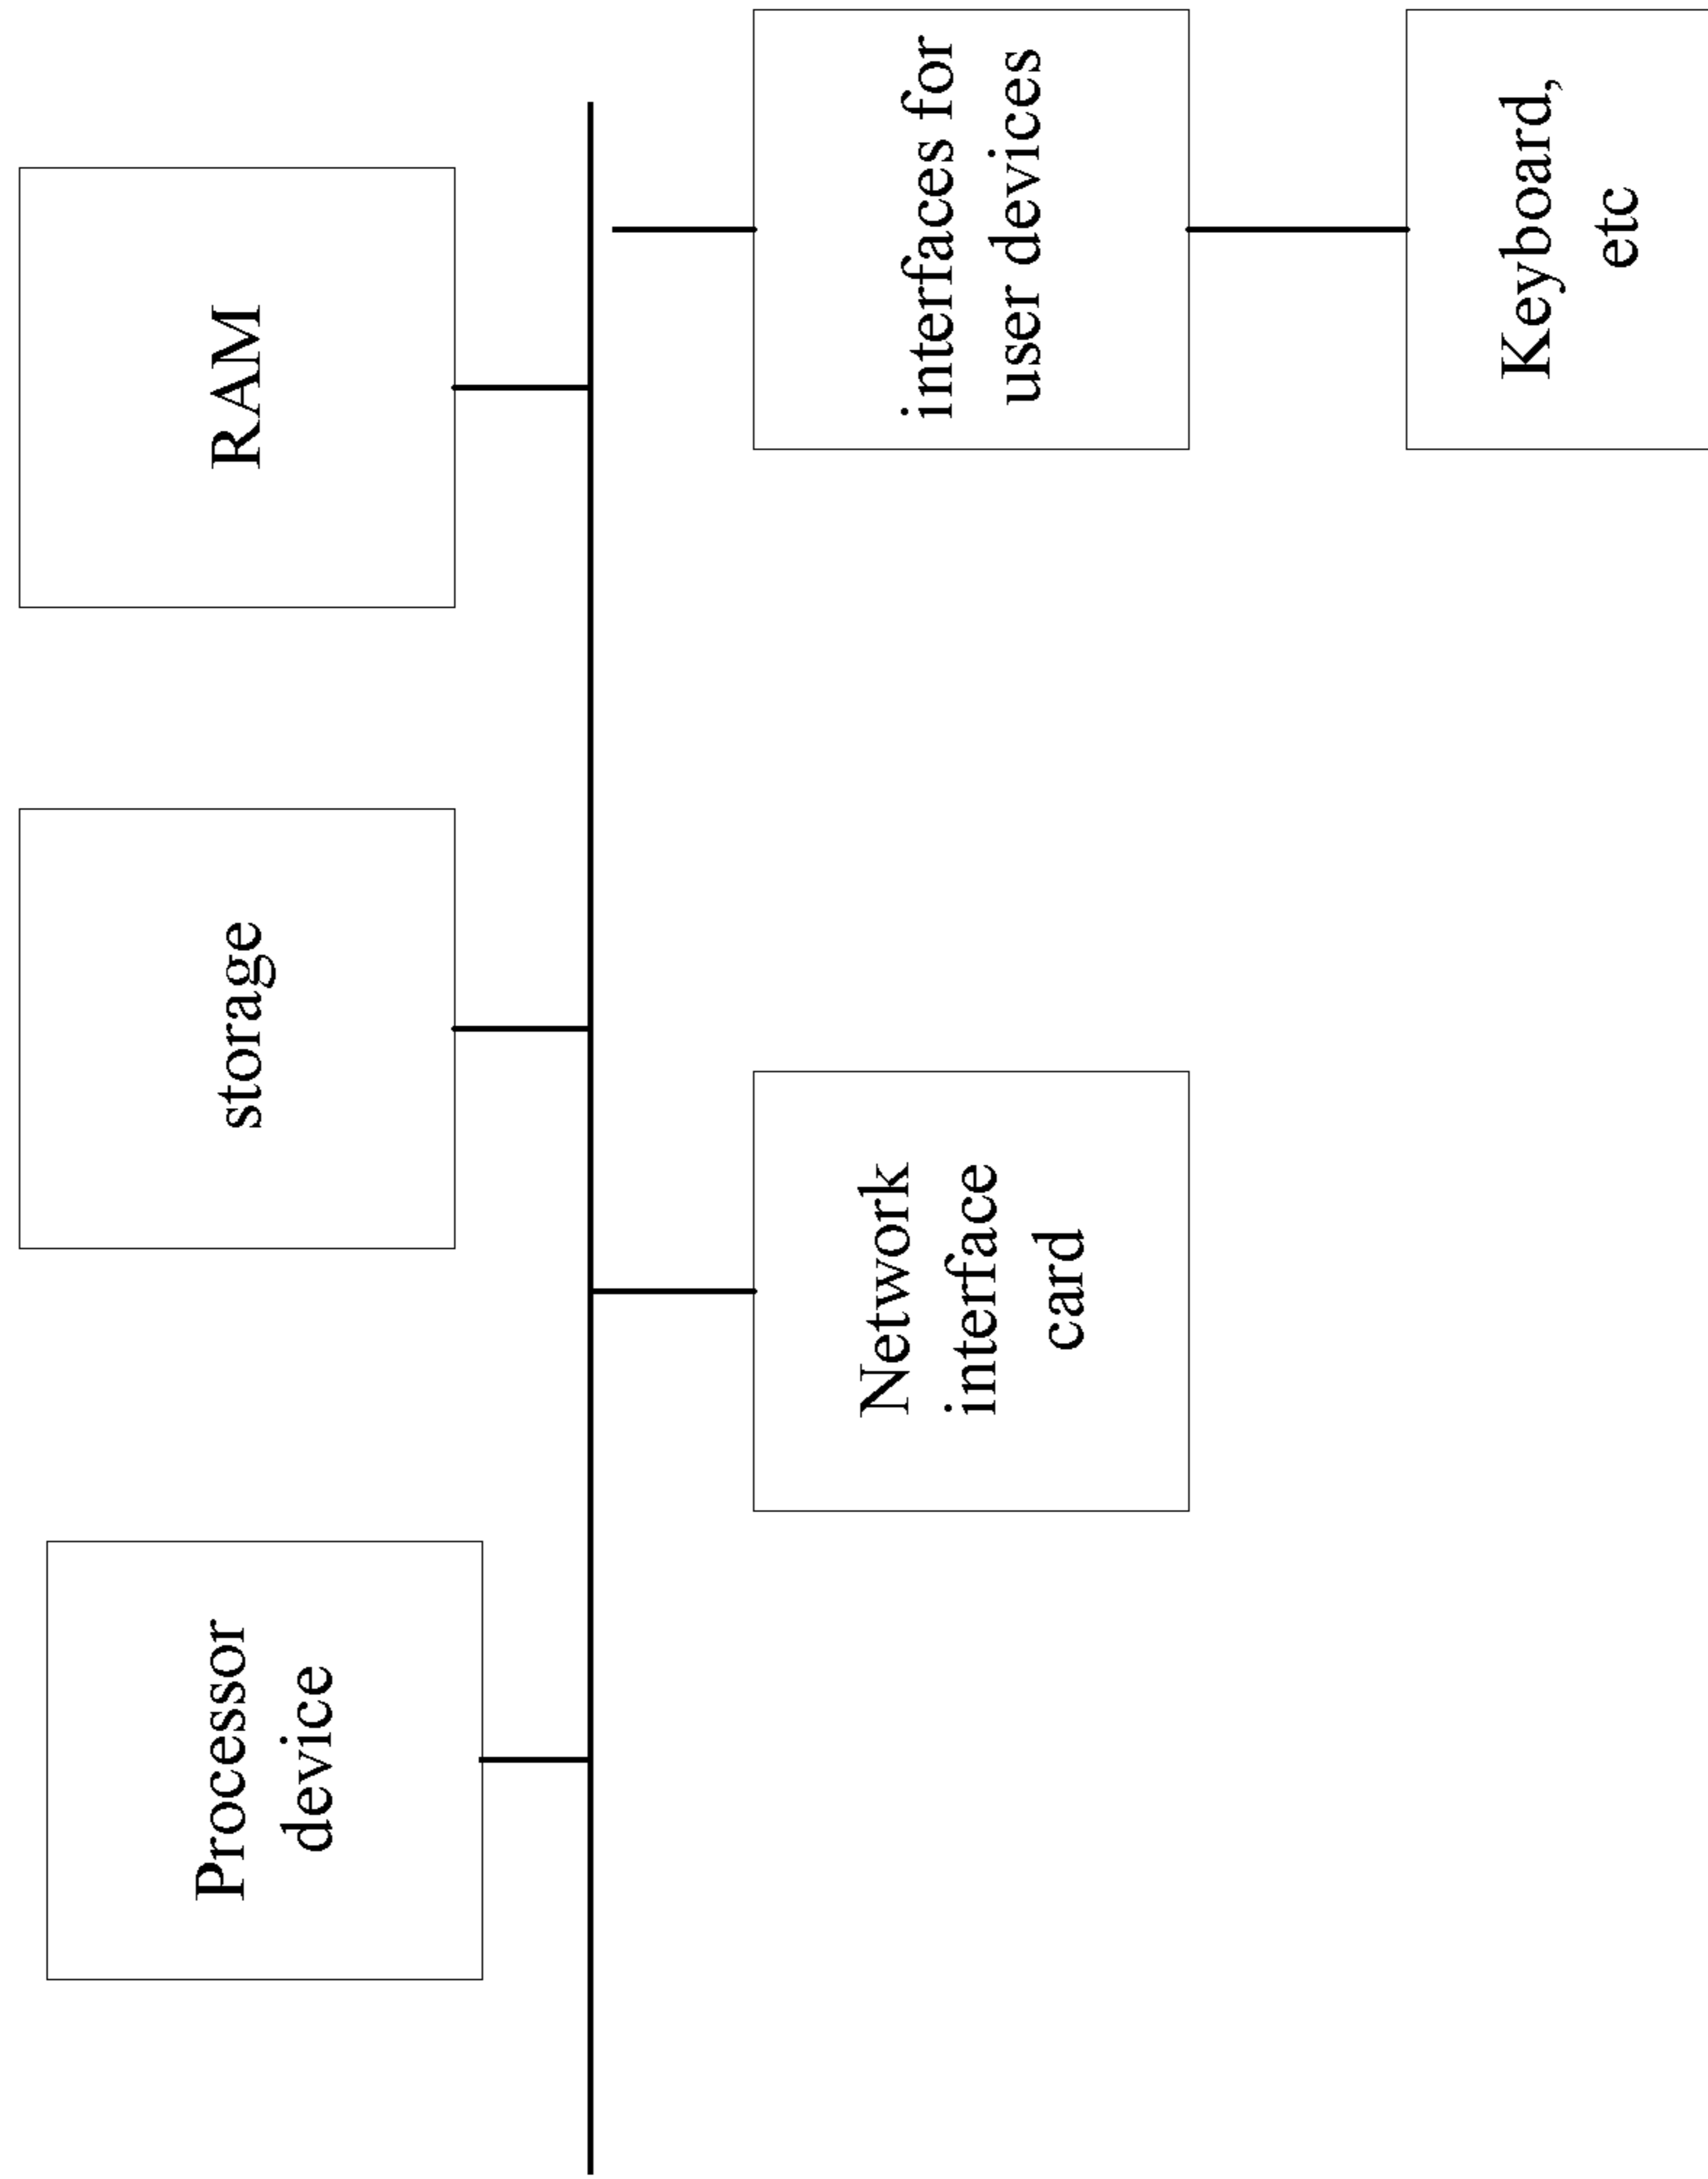 Processor
device
storage
RAM
Network
interface
card
interfaces for
user devices
Keyboard,
etc